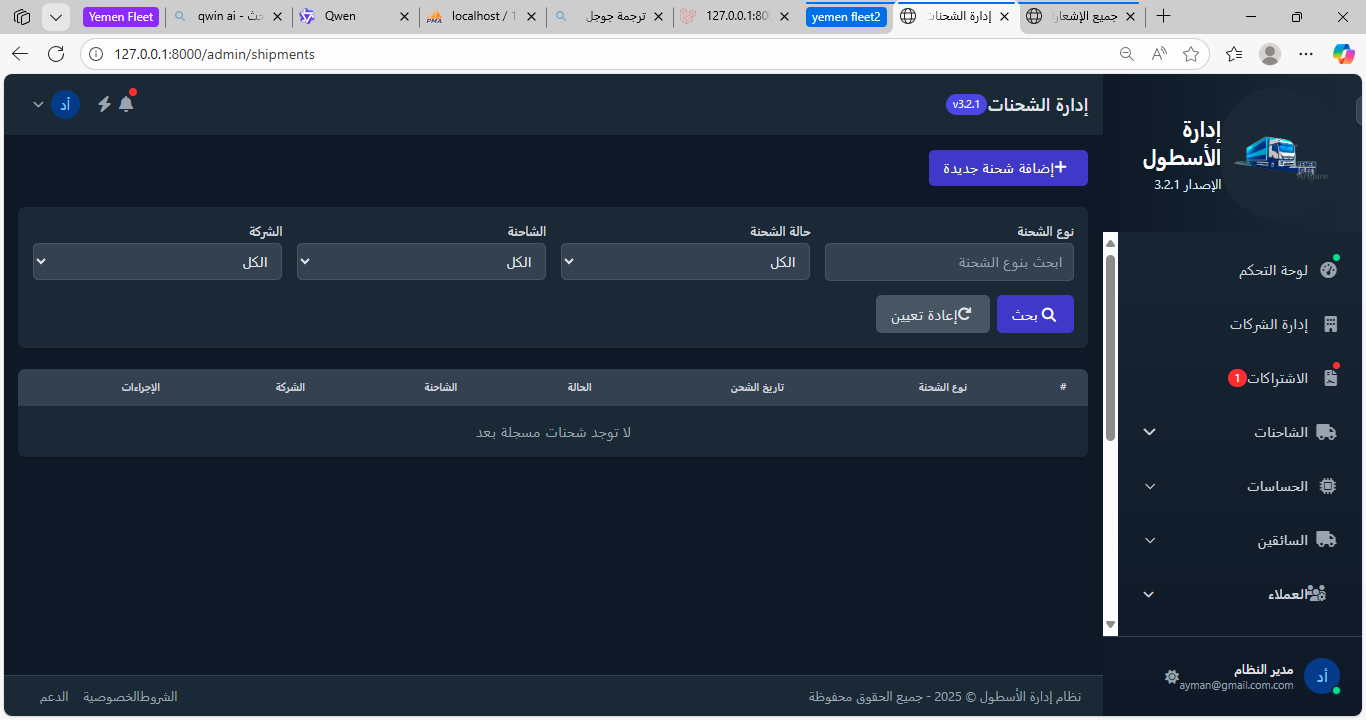 Yemen Fleet
qwin ai - بحث
Qwen
localhost / 1
ترجمة جوجل -
127.0.0.1:80
yemen fleet2
إدارة الشحنات
جميع الإشعارا
127.0.0.1:8000/admin/shipments
إدارة الأسطول
الإصدار 3.2.1
لوحة التحكم
إدارة الشركات
الاشتراكات 1
الشاحنات
الحساسات
السائقين
العملاء
مدير النظام
ayman@gmail.com.com
أد
إدارة الشحنات v3.2.1
أد
إضافة شحنة جديدة
نوع الشحنة حالة الشحنة الشاحنة الشركة
ابحث بنوع الشحنة الكل الكل الكل
بحث إعادة تعيين
# نوع الشحنة تاريخ الشحن الحالة الشاحنة الشركة الإجراءات
لا توجد شحنات مسجلة بعد
نظام إدارة الأسطول © 2025 - جميع الحقوق محفوظة الشروط الخصوصية الدعم